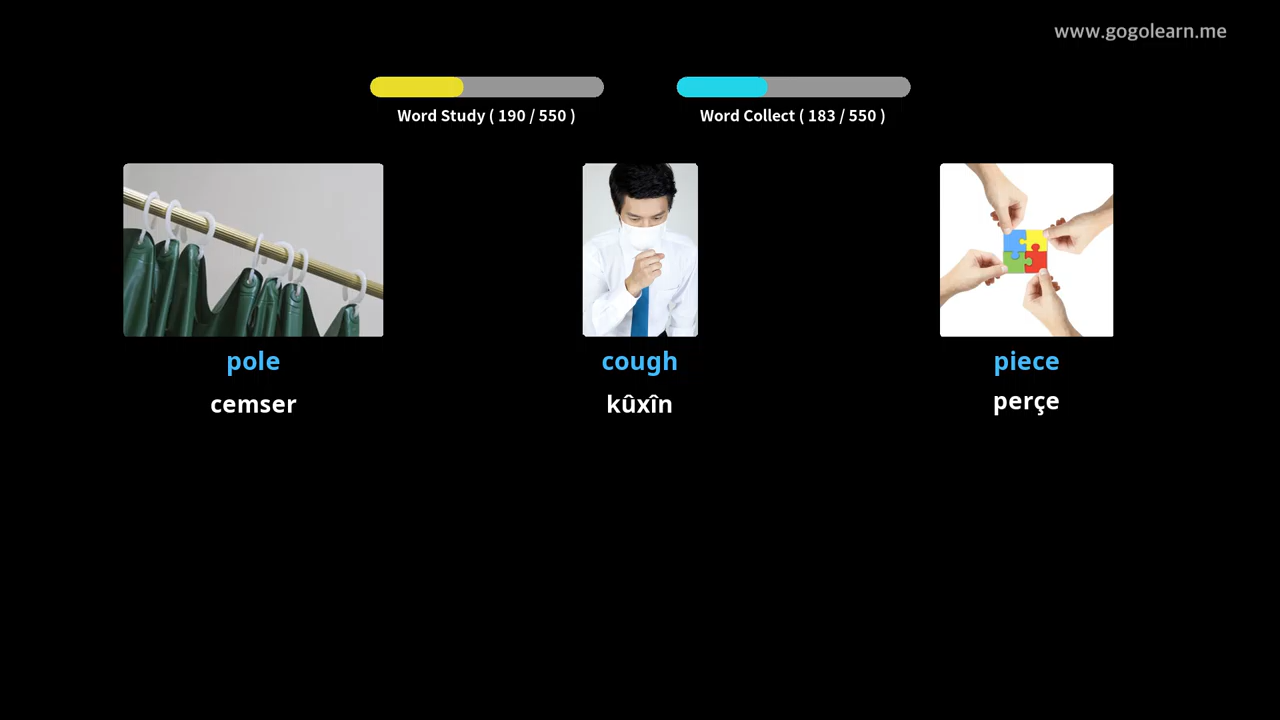 www.gogolearn.me
Word Study ( 190 / 550 )
Word Collect ( 183 / 550 )
pole
cough
piece
cemser
kûxîn
perçe